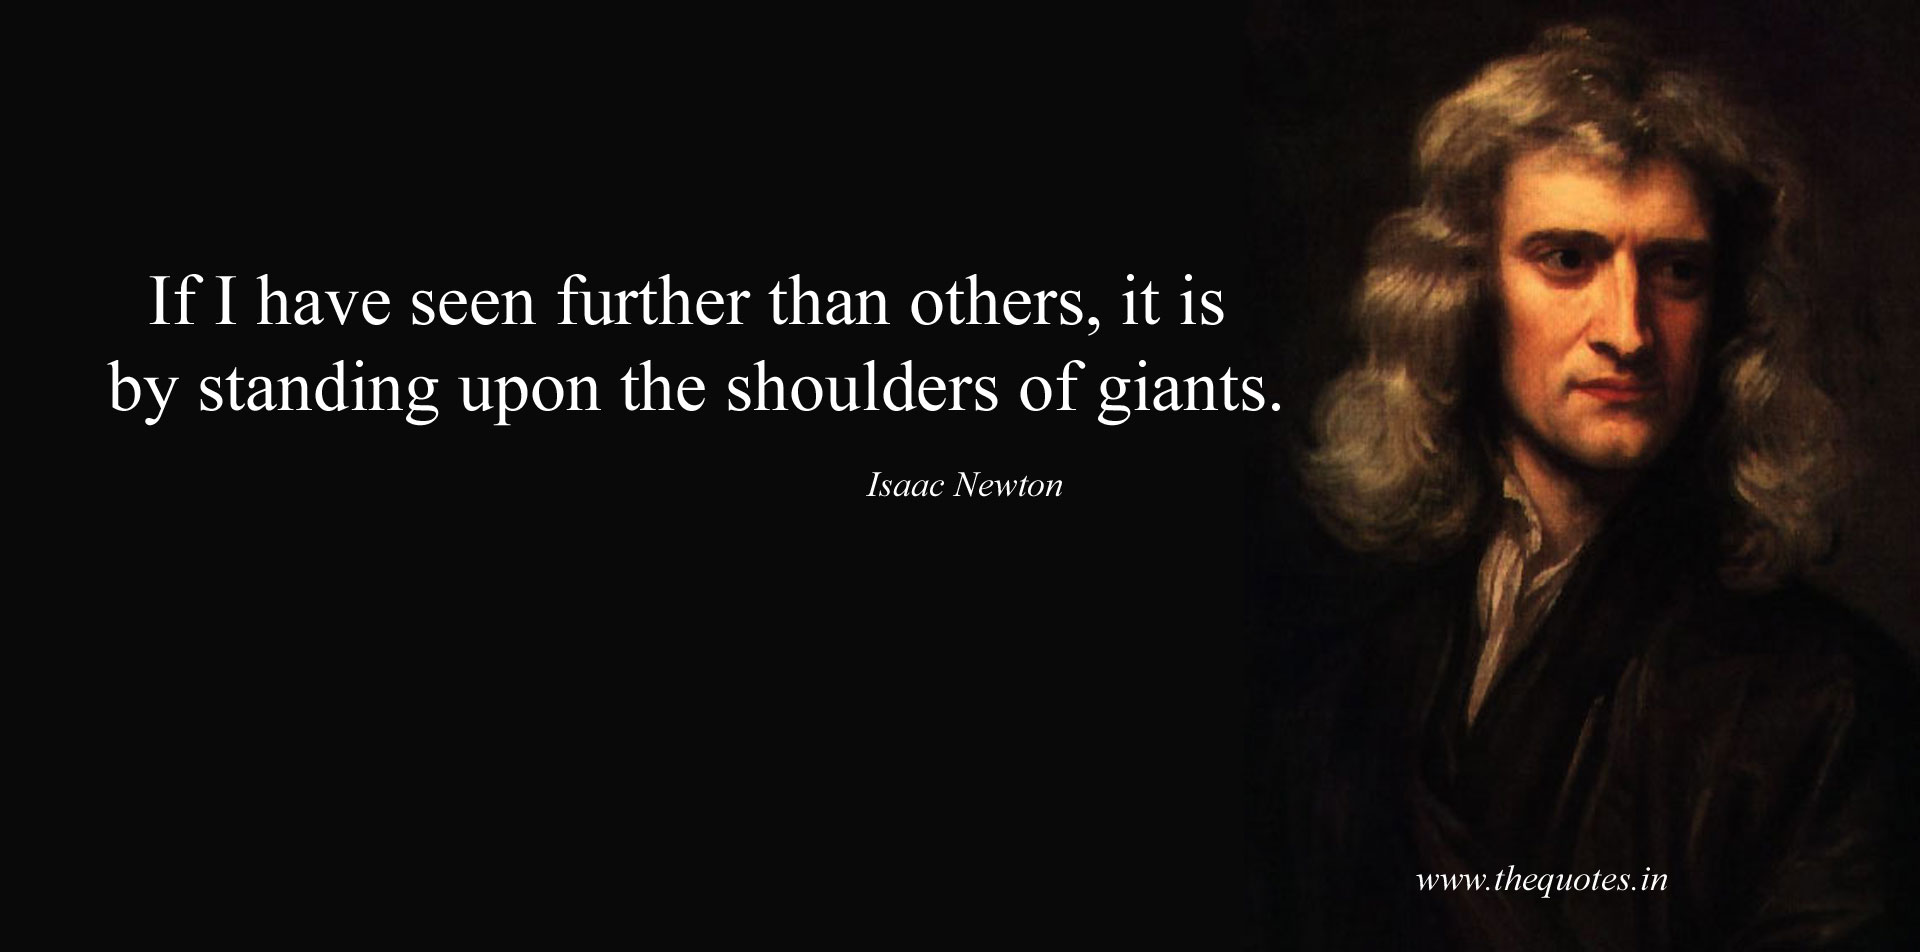 If I have seen further than others, it is
by standing upon the shoulders of giants.
Isaac Newton
www.thequotes.in